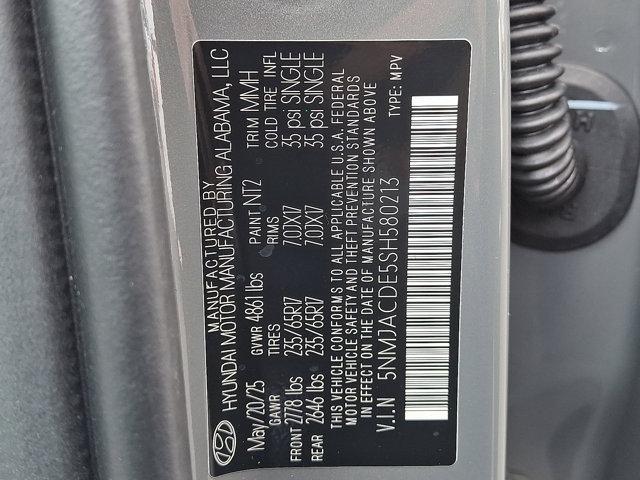 MANUFACTURED BY
HYUNDAI MOTOR MANUFACTURING ALABAMA, LLC
May/20/25 GVWR 4861 lbs PAINT NT2 TRIM MMH
GAWR TIRES RIMS COLD TIRE INFL
FRONT 2778 lbs 235/65R17 7.0JX17 35 psi SINGLE
REAR 2646 lbs 235/65R17 7.0JX17 35 psi SINGLE
THIS VEHICLE CONFORMS TO ALL APPLICABLE U.S.A. FEDERAL
MOTOR VEHICLE SAFETY AND THEFT PREVENTION STANDARDS
IN EFFECT ON THE DATE OF MANUFACTURE SHOWN ABOVE
V.I.N 5NMJACDE5SH580213 TYPE: MPV